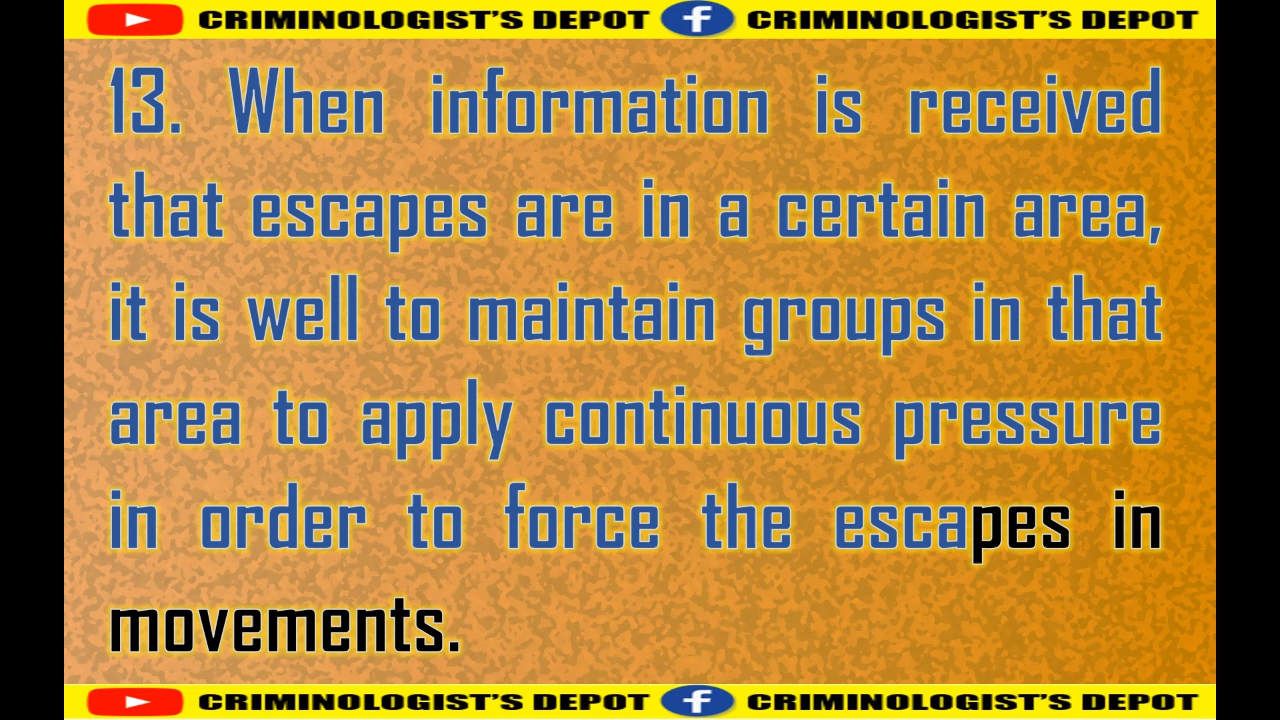 CRIMINOLOGIST'S DEPOT f CRIMINOLOGIST'S DEPOT
13. When information is received
that escapes are in a certain area,
it is well to maintain groups in that
area to apply continuous pressure
in order to force the escapes in
movements.
CRIMINOLOGIST'S DEPOT f CRIMINOLOGIST'S DEPOT